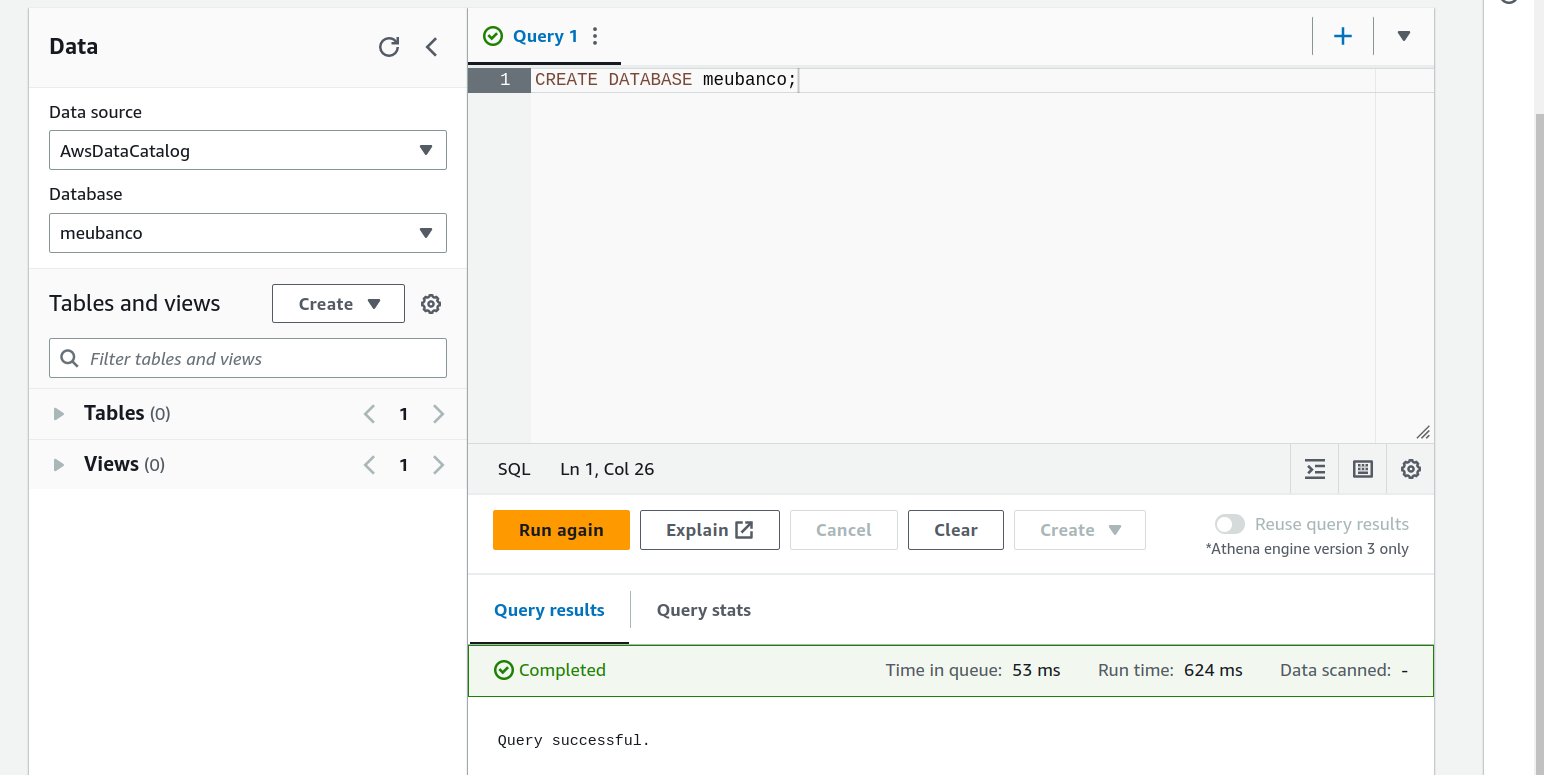 Data
Data source
AwsDataCatalog
Database
meubanco
Tables and views
Create
Filter tables and views
Tables (0)
1
Views (0)
1
Query 1
1 CREATE DATABASE meubanco;
SQL Ln 1, Col 26
Run again
Explain
Cancel
Clear
Create
Reuse query results
*Athena engine version 3 only
Query results
Query stats
Completed
Time in queue: 53 ms
Run time: 624 ms
Data scanned: -
Query successful.